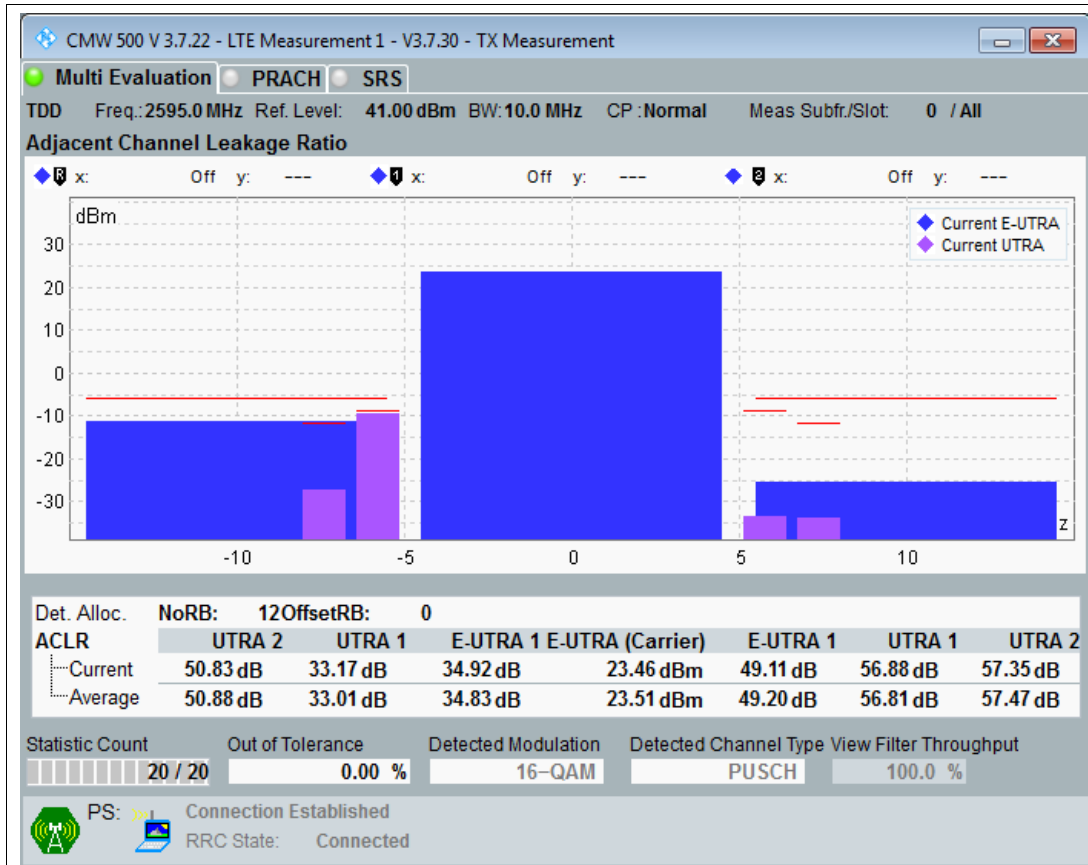 CMW 500 V 3.7.22 - LTE Measurement 1 - V3.7.30 - TX Measurement
Multi Evaluation PRACH SRS
TDD Freq.: 2595.0 MHz Ref. Level: 41.00 dBm BW: 10.0 MHz CP : Normal Meas Subfr./Slot: 0 / All
Adjacent Channel Leakage Ratio
R x: Off y: --- 1 x: Off y: --- 2 x: Off y: ---
dBm
Current E-UTRA
Current UTRA
30
20
10
0
-10
-20
-30
z
-10 -5 0 5 10
Det. Alloc. NoRB: 12 OffsetRB: 0
ACLR UTRA 2 UTRA 1 E-UTRA 1 E-UTRA (Carrier) E-UTRA 1 UTRA 1 UTRA 2
Current 50.83 dB 33.17 dB 34.92 dB 23.46 dBm 49.11 dB 56.88 dB 57.35 dB
Average 50.88 dB 33.01 dB 34.83 dB 23.51 dBm 49.20 dB 56.81 dB 57.47 dB
Statistic Count Out of Tolerance Detected Modulation Detected Channel Type View Filter Throughput
20 / 20 0.00 % 16-QAM PUSCH 100.0 %
PS: Connection Established
RRC State: Connected